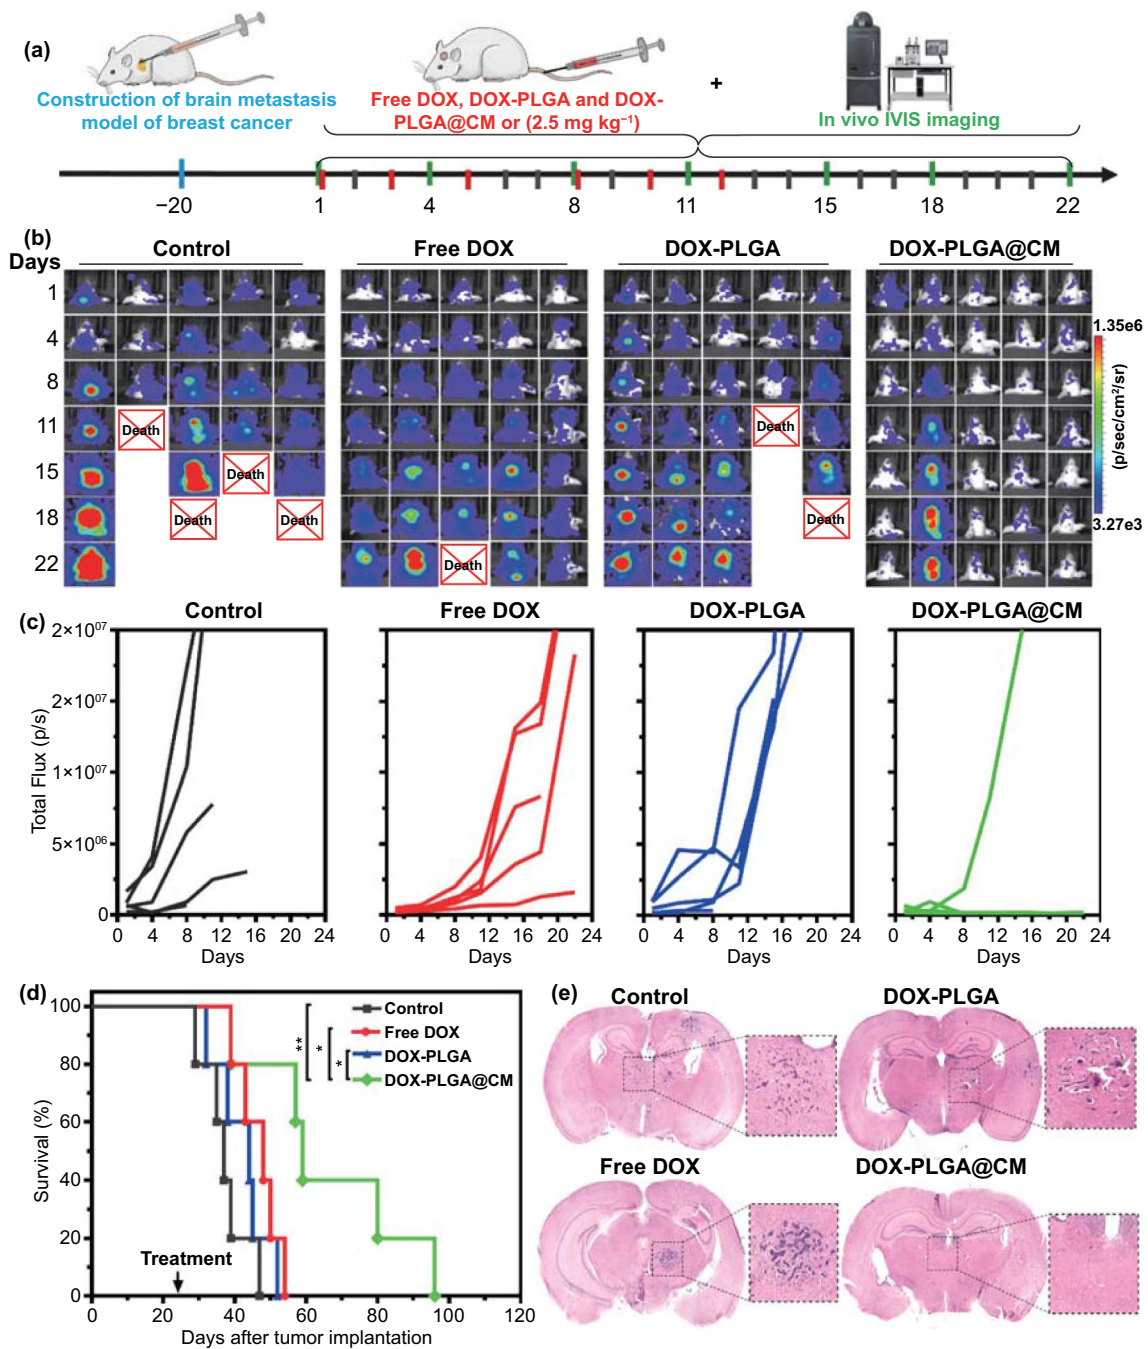 (a)
Construction of brain metastasis
model of breast cancer
Free DOX, DOX-PLGA and DOX-
PLGA@CM or (2.5 mg kg⁻¹)
+
In vivo IVIS imaging
−20 1 4 8 11 15 18 22
(b)
Days
Control Free DOX DOX-PLGA DOX-PLGA@CM
1
4
8
11 Death Death
15 Death
18 Death Death Death
22 Death
1.35e6
(p/sec/cm²/sr)
3.27e3
(c)
Control Free DOX DOX-PLGA DOX-PLGA@CM
Total Flux (p/s)
2×10⁰⁷
2×10⁰⁷
1×10⁰⁷
5×10⁰⁶
0
0 4 8 12 16 20 24 0 4 8 12 16 20 24 0 4 8 12 16 20 24 0 4 8 12 16 20 24
Days Days Days Days
(d)
Survival (%)
100
80
60
40
20
0
Control
Free DOX
DOX-PLGA
DOX-PLGA@CM
**
*
*
Treatment
0 20 40 60 80 100 120
Days after tumor implantation
(e)
Control DOX-PLGA
Free DOX DOX-PLGA@CM